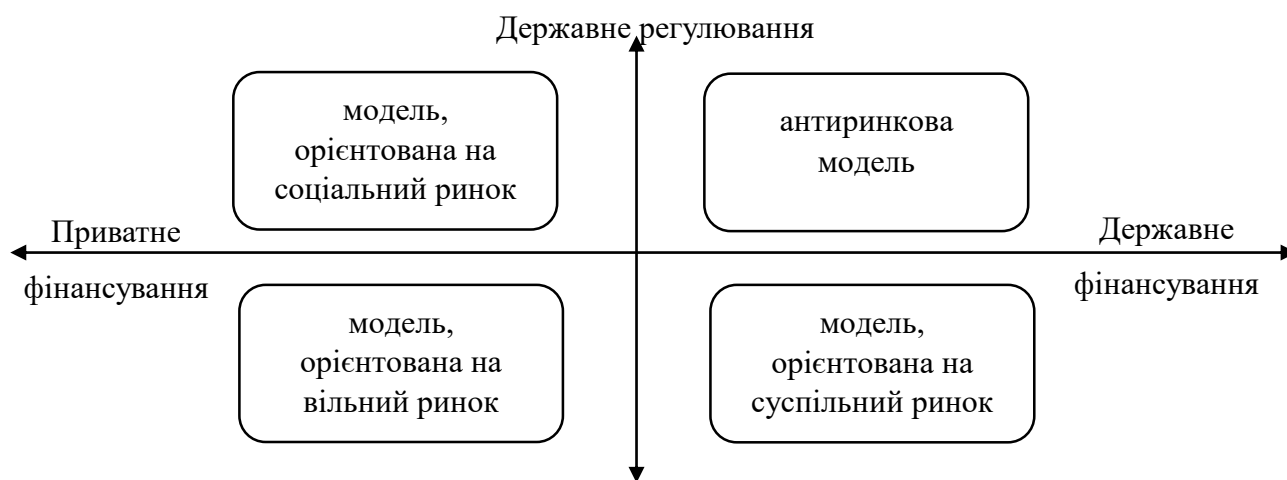 Державне регулювання
модель,
орієнтована на
соціальний ринок
антиринкова
модель
Приватне
фінансування
Державне
фінансування
модель,
орієнтована на
вільний ринок
модель,
орієнтована на
суспільний ринок